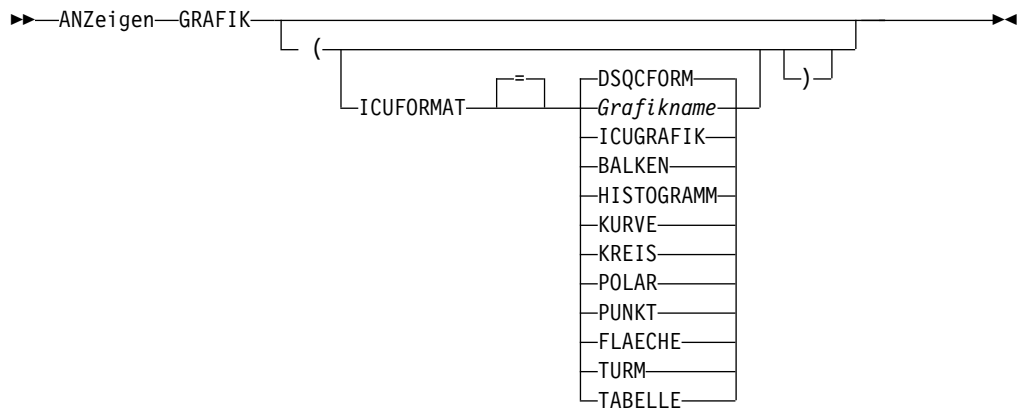 ANZeigen GRAFIK
(
)
ICUFORMAT = DSQCFORM
Grafikname
ICUGRAFIK
BALKEN
HISTOGRAMM
KURVE
KREIS
POLAR
PUNKT
FLAECHE
TURM
TABELLE